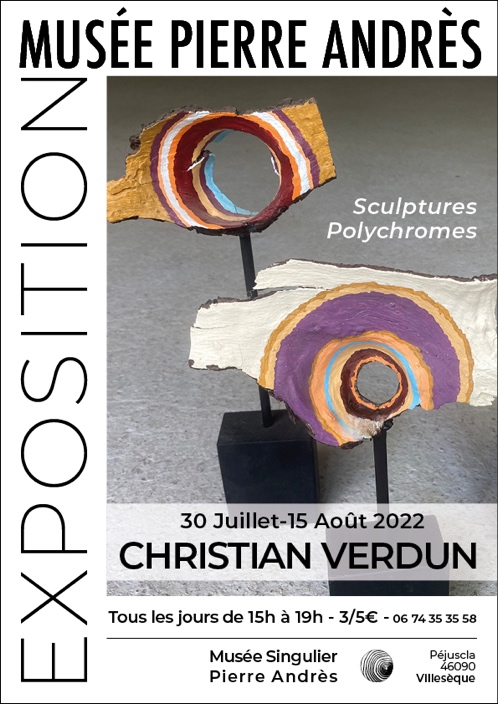 MUSÉE PIERRE ANDRÈS
EXPOSITION
Sculptures
Polychromes
30 Juillet-15 Août 2022
CHRISTIAN VERDUN
Tous les jours de 15h à 19h - 3/5€ - 06 74 35 35 58
Musée Singulier
Pierre Andrès
Péjuscla
46090
VIllesèque